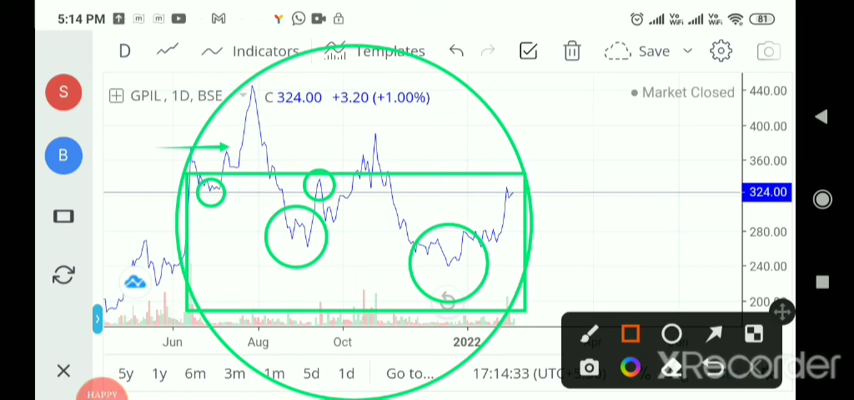 5:14 PM
81
D Indicators Templates Save
S
GPIL, 1D, BSE C 324.00 +3.20 (+1.00%)
Market Closed
440.00
400.00
360.00
B
324.00
280.00
240.00
200.00
Jun Aug Oct 2022
5y 1y 6m 3m 1m 5d 1d Go to... 17:14:33 (UTC+
XRecorder
HAPPY